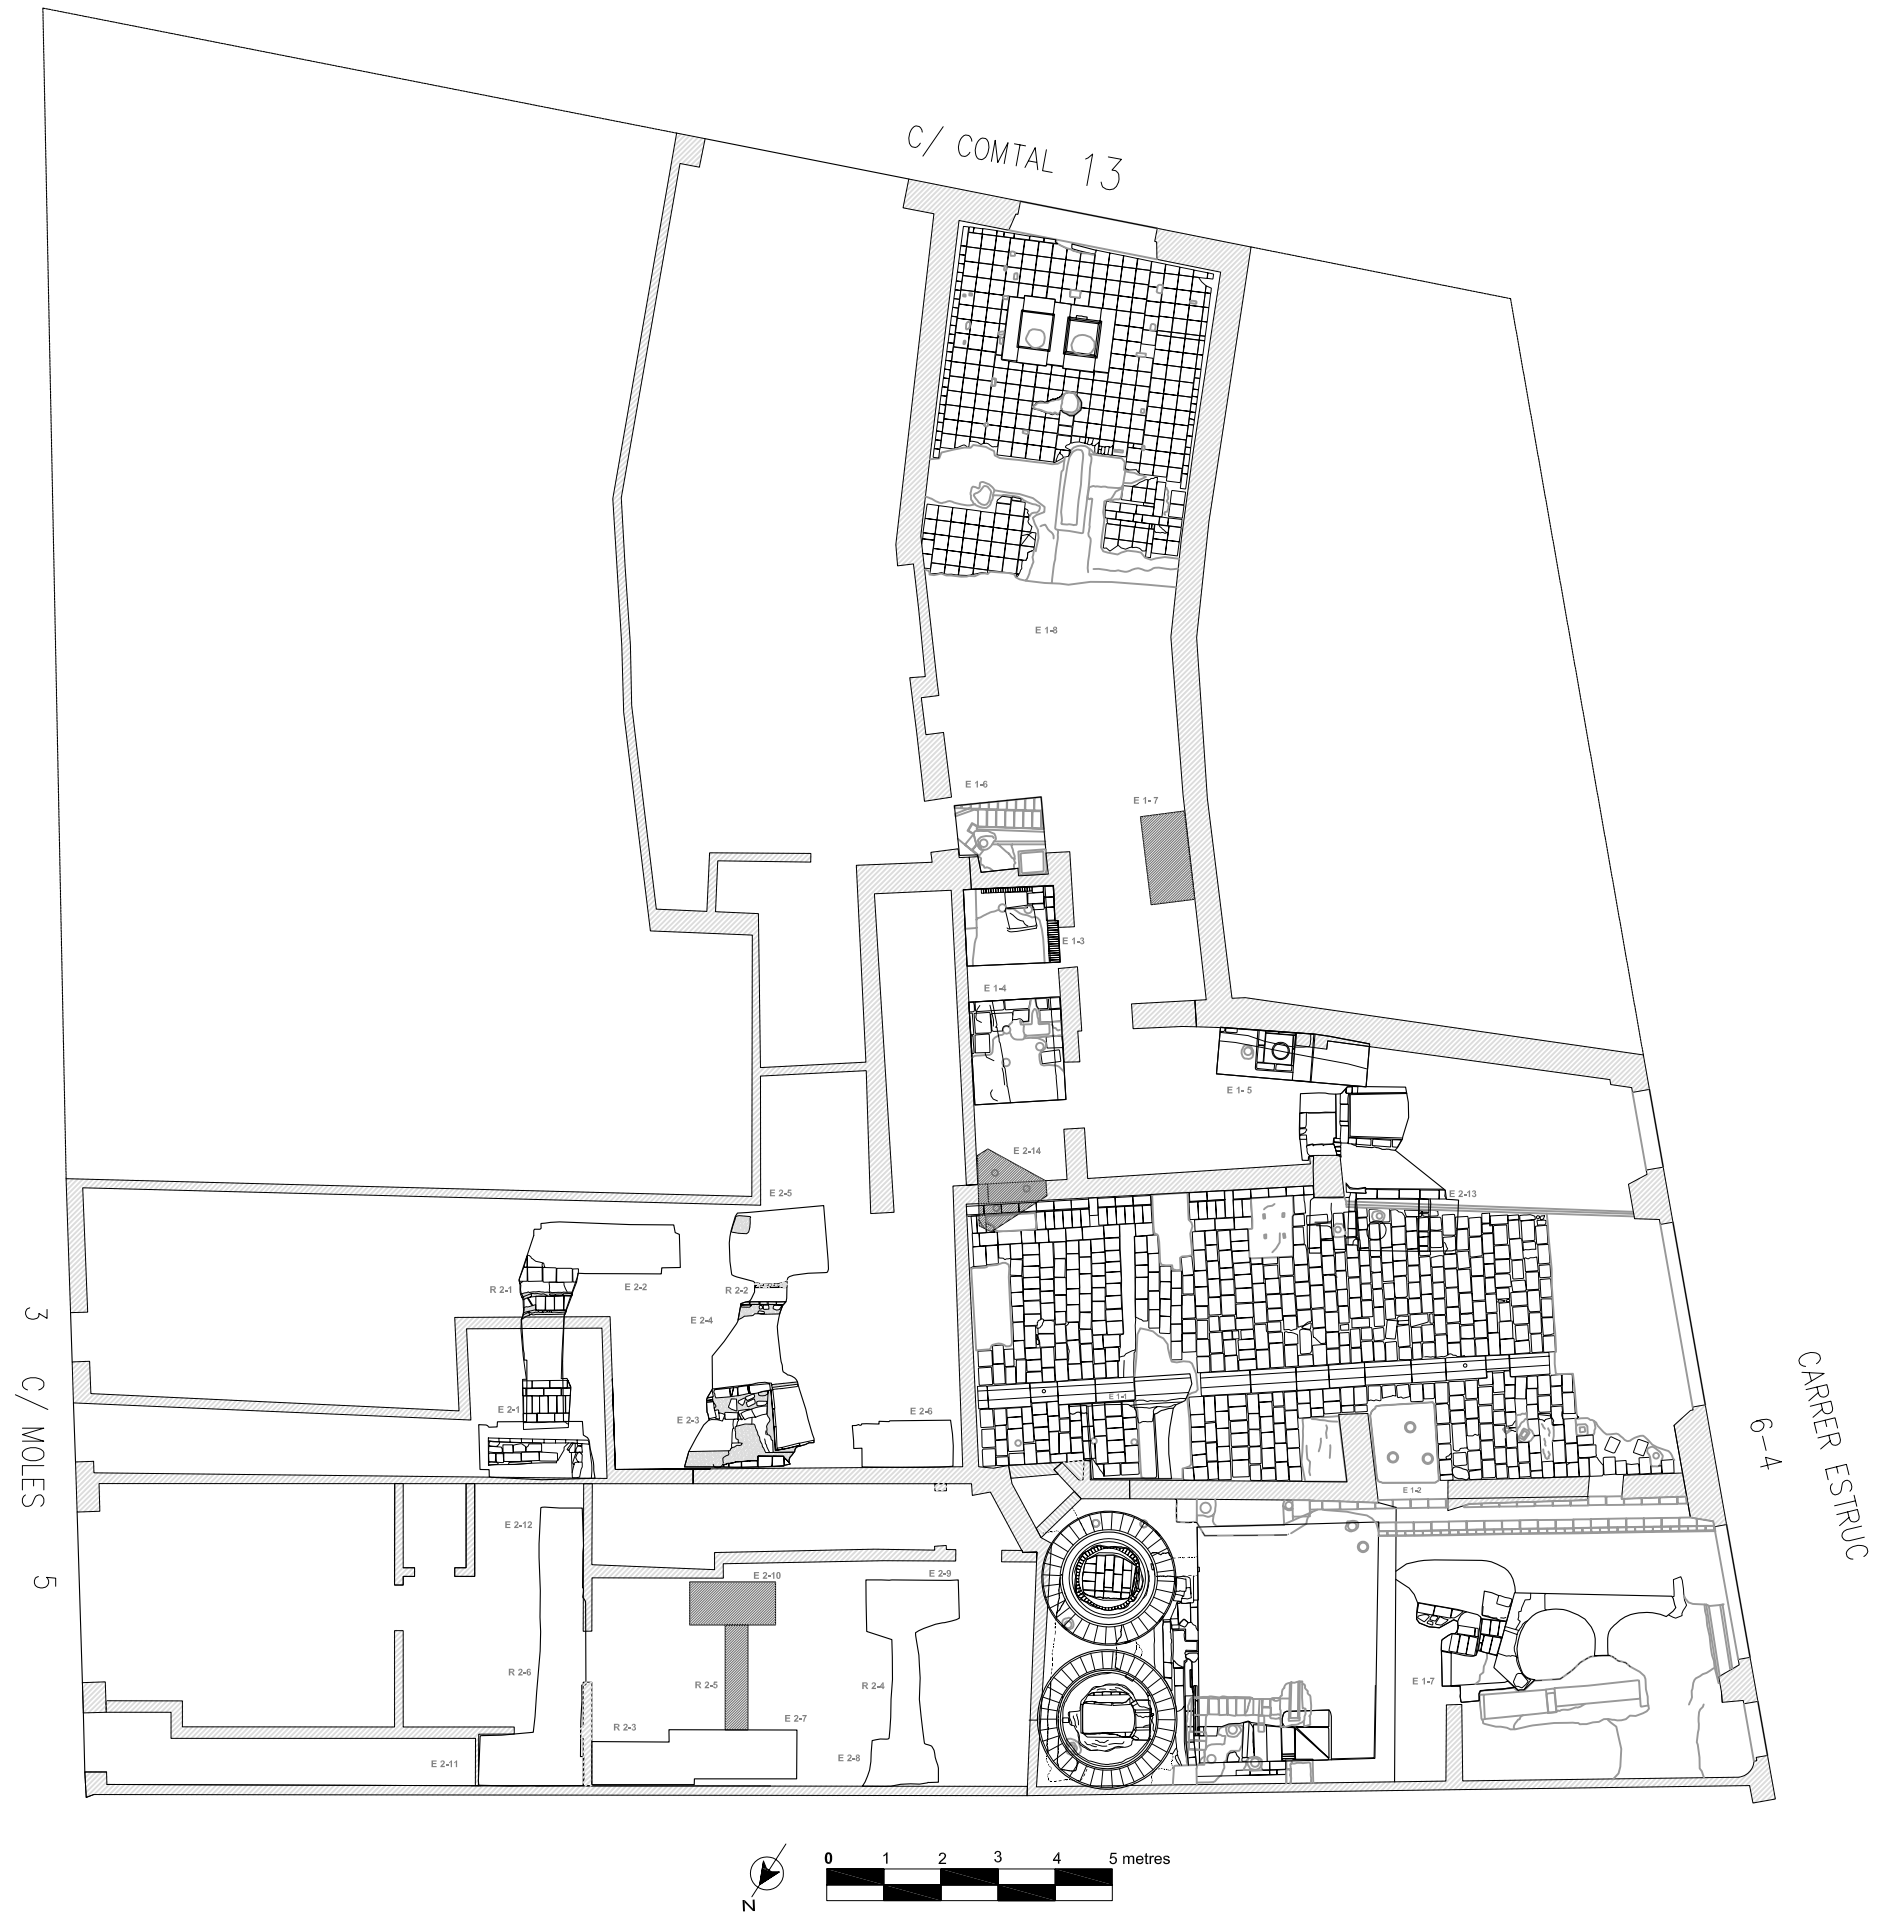 C/ COMTAL 13
E 1-8
E 1-6
E 1-7
E 1-3
E 1-4
E 1-5
E 2-14
E 2-5
E 2-13
R 2-1
E 2-2
R 2-2
E 2-4
3 C/ MOLES 5
E 1-1
E 2-1
E 2-3
E 2-6
CARRER ESTRUC
6-4
E 1-2
E 2-12
E 2-10
E 2-9
R 2-6
R 2-5
R 2-4
E 1-7
R 2-3
E 2-7
E 2-8
E 2-11
0 1 2 3 4 5 metres
N